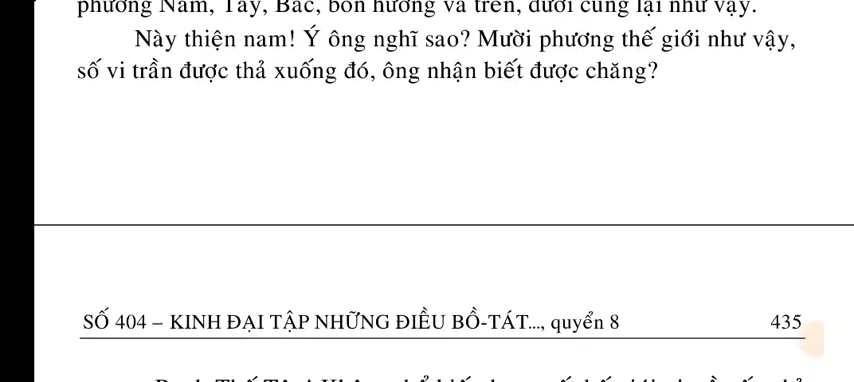 phương Nam, Tây, Bắc, bốn hướng và trên, dưới cũng lại như vậy.
Này thiện nam! Ý ông nghĩ sao? Mười phương thế giới như vậy,
số vi trần được thả xuống đó, ông nhận biết được chăng?
SỐ 404 – KINH ĐẠI TẬP NHỮNG ĐIỀU BỒ-TÁT..., quyển 8 435